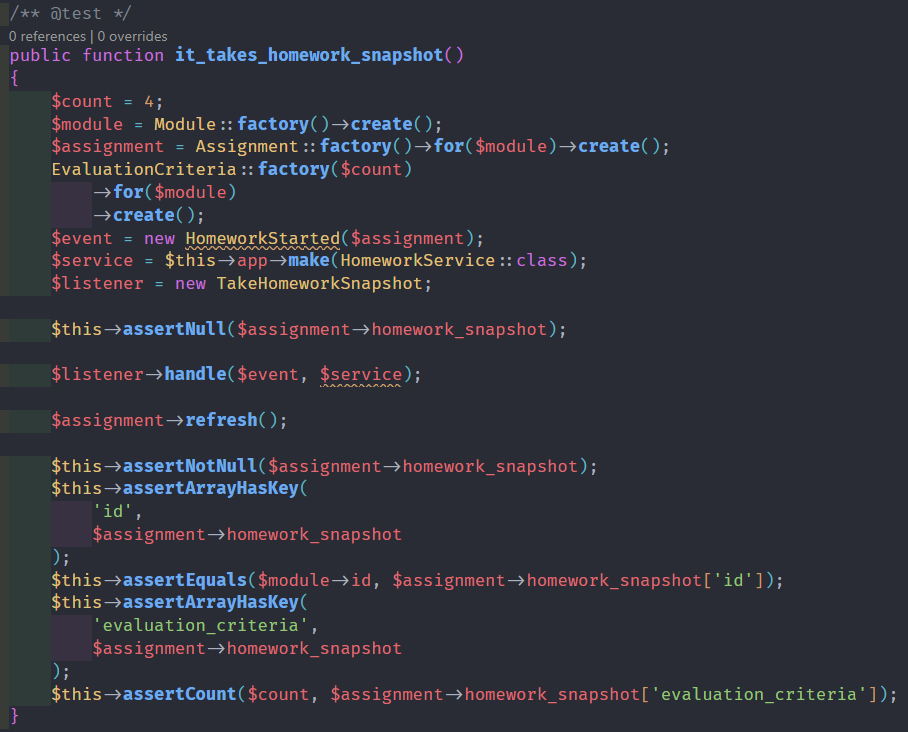 /** @test */
0 references | 0 overrides
public function it_takes_homework_snapshot()
{
    $count = 4;
    $module = Module::factory()->create();
    $assignment = Assignment::factory()->for($module)->create();
    EvaluationCriteria::factory($count)
        ->for($module)
        ->create();
    $event = new HomeworkStarted($assignment);
    $service = $this->app->make(HomeworkService::class);
    $listener = new TakeHomeworkSnapshot;

    $this->assertNull($assignment->homework_snapshot);

    $listener->handle($event, $service);

    $assignment->refresh();

    $this->assertNotNull($assignment->homework_snapshot);
    $this->assertArrayHasKey(
        'id',
        $assignment->homework_snapshot
    );
    $this->assertEquals($module->id, $assignment->homework_snapshot['id']);
    $this->assertArrayHasKey(
        'evaluation_criteria',
        $assignment->homework_snapshot
    );
    $this->assertCount($count, $assignment->homework_snapshot['evaluation_criteria']);
}